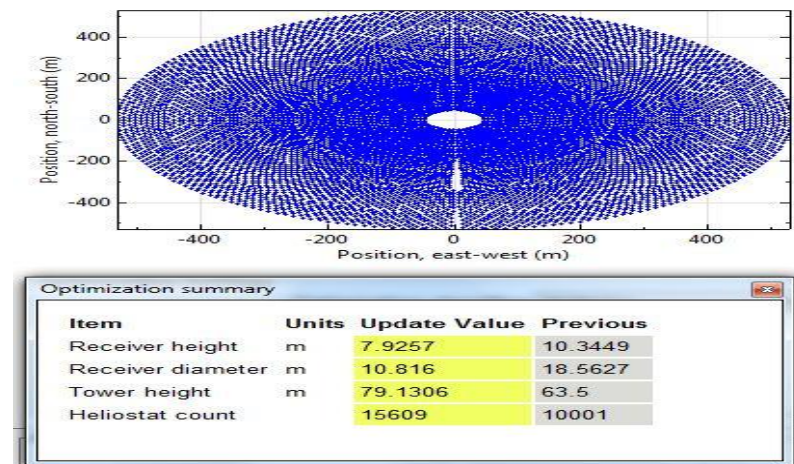 400
200
0
-200
-400
Position, north-south (m)
-400 -200 0 200 400
Position, east-west (m)
Optimization summary
Item Units Update Value Previous
Receiver height m 7.9257 10.3449
Receiver diameter m 10.816 18.5627
Tower height m 79.1306 63.5
Heliostat count 15609 10001